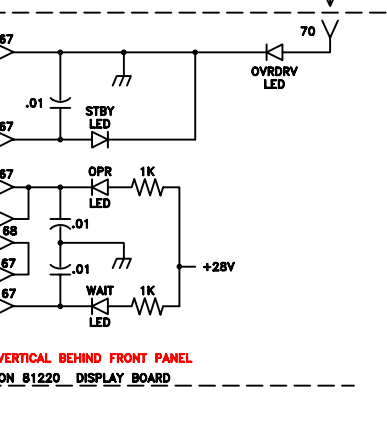 70
67
OVRDRV
LED
.01
STBY
LED
67
67
OPR
LED
1K
68
.01
67
.01
+28V
67
WAIT
LED
1K
VERTICAL BEHIND FRONT PANEL
ON 81220 DISPLAY BOARD